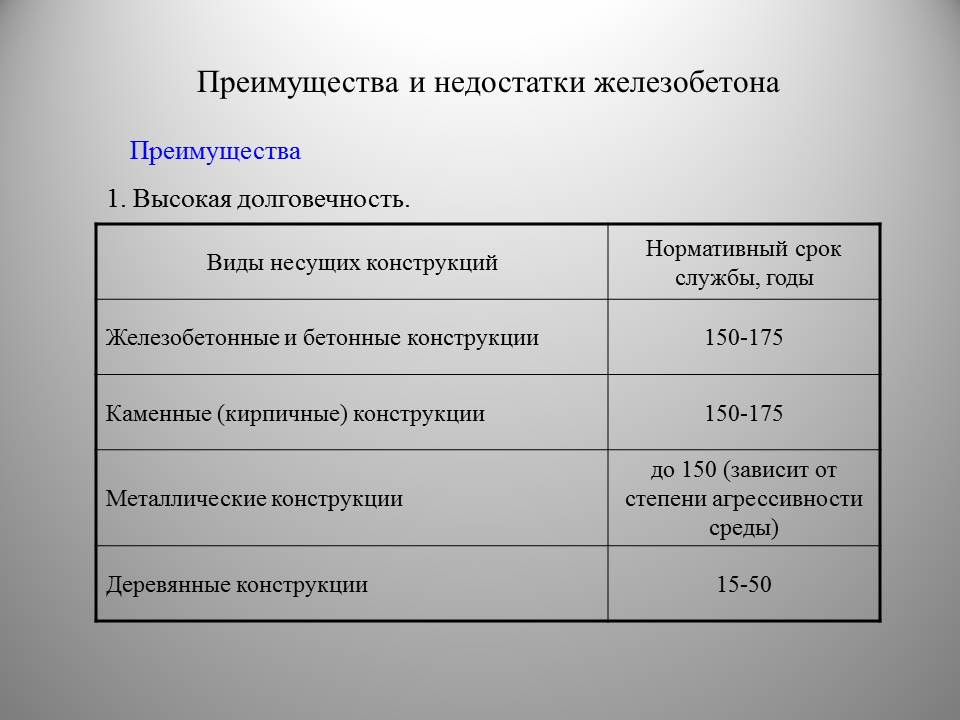 Преимущества и недостатки железобетона
Преимущества
1. Высокая долговечность.
Виды несущих конструкций
Нормативный срок
службы, годы
Железобетонные и бетонные конструкции
150-175
Каменные (кирпичные) конструкции
150-175
Металлические конструкции
до 150 (зависит от
степени агрессивности
среды)
Деревянные конструкции
15-50